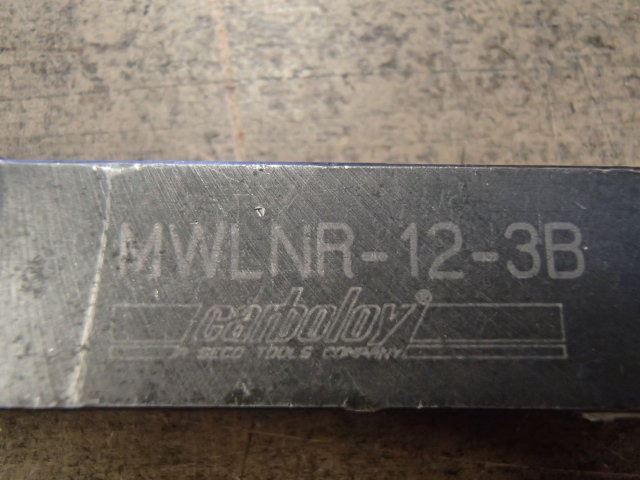 MWLNR-12-3B
carboloy®
A SECO TOOLS COMPANY